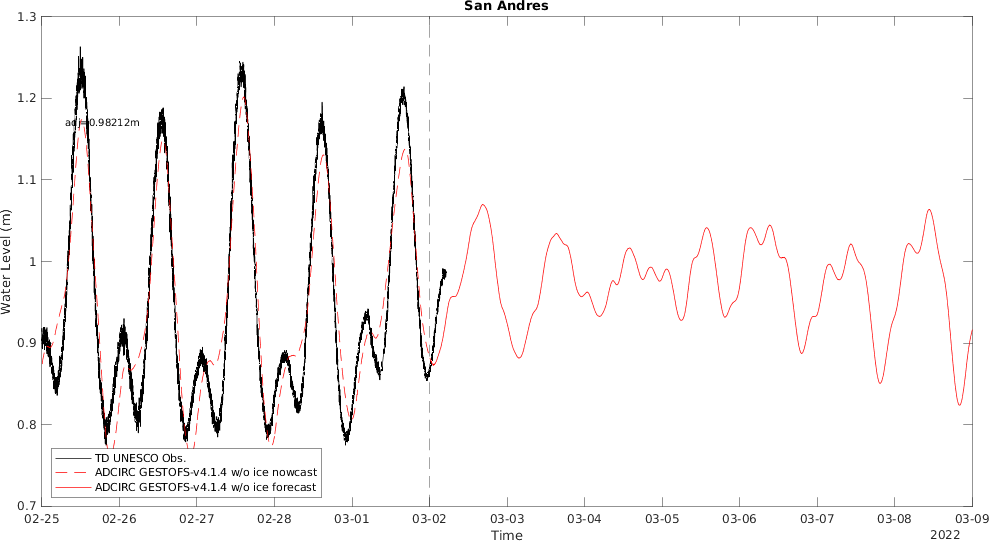 San Andres
1.3
1.2
1.1
1
0.9
0.8
0.7
Water Level (m)
adj=0.98212m
TD UNESCO Obs.
ADCIRC GESTOFS-v4.1.4 w/o ice nowcast
ADCIRC GESTOFS-v4.1.4 w/o ice forecast
02-25 02-26 02-27 02-28 03-01 03-02 03-03 03-04 03-05 03-06 03-07 03-08 03-09
Time
2022